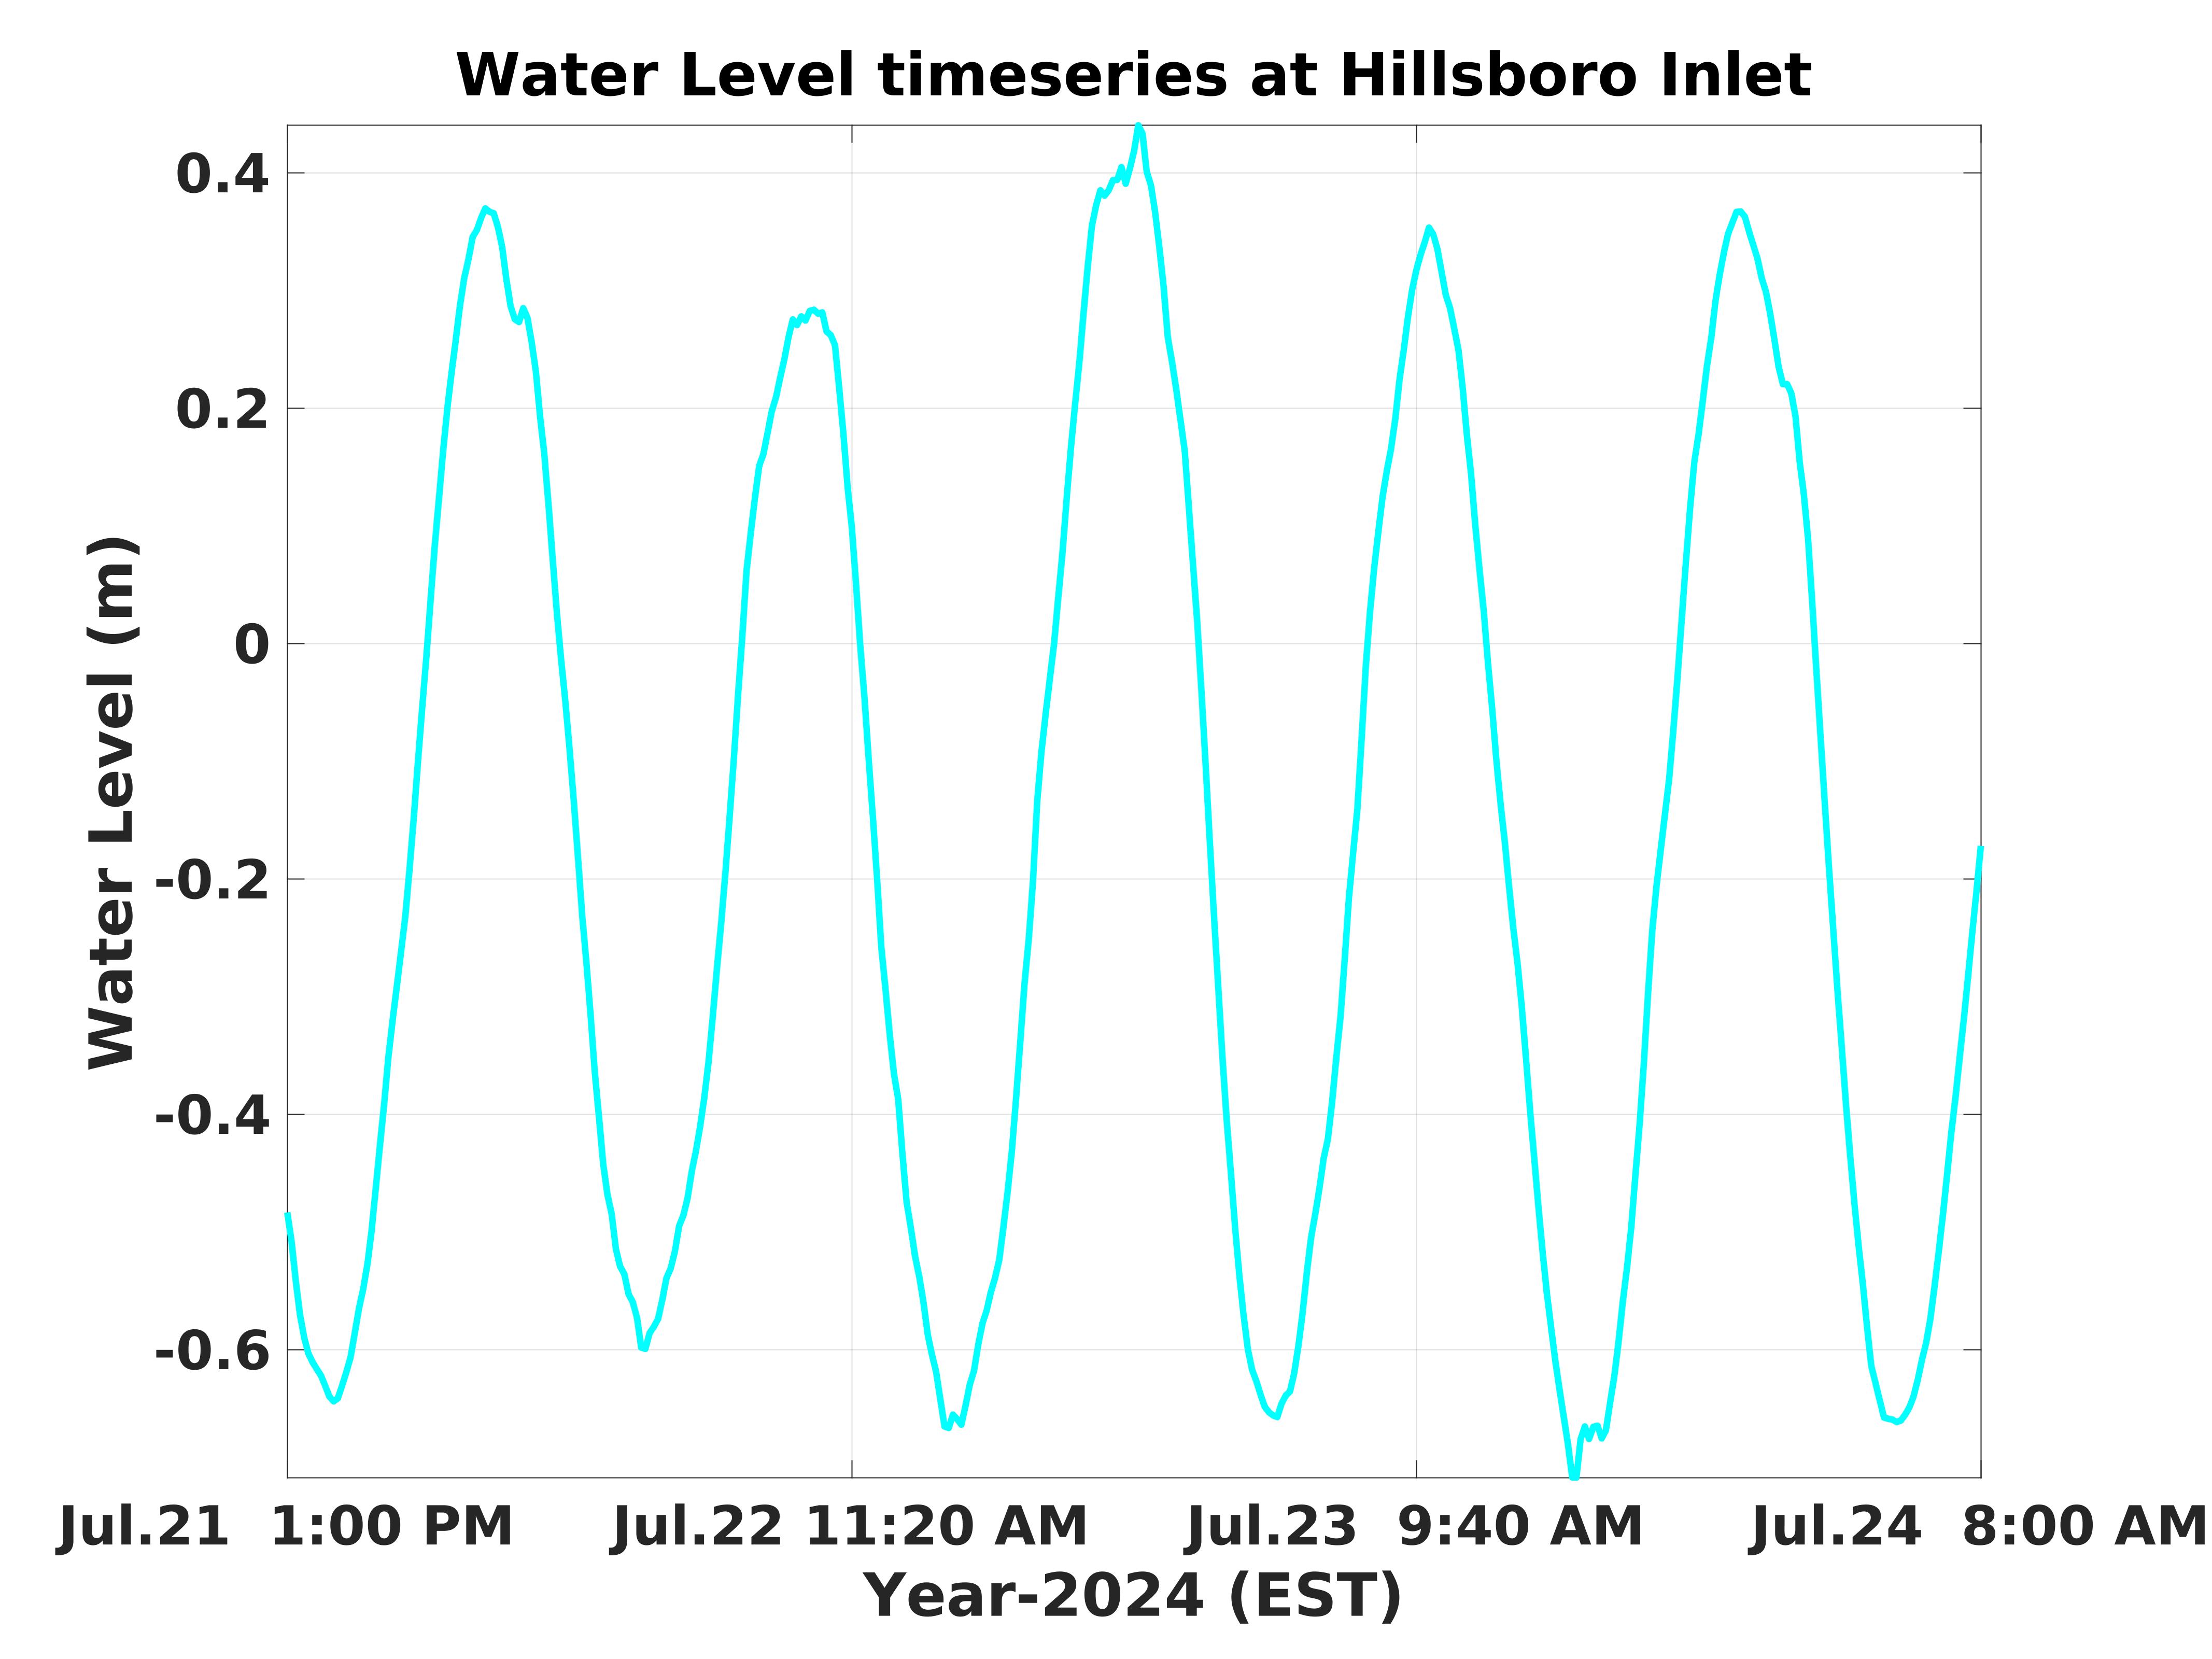 Water Level timeseries at Hillsboro Inlet
Water Level (m)
0.4
0.2
0
-0.2
-0.4
-0.6
Jul.21 1:00 PM
Jul.22 11:20 AM
Jul.23 9:40 AM
Jul.24 8:00 AM
Year-2024 (EST)